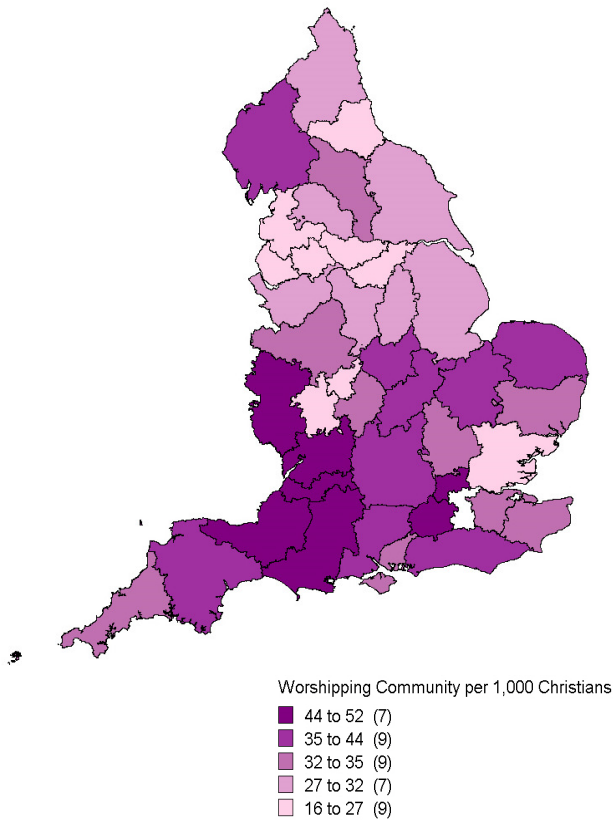 Worshipping Community per 1,000 Christians
44 to 52 (7)
35 to 44 (9)
32 to 35 (9)
27 to 32 (7)
16 to 27 (9)